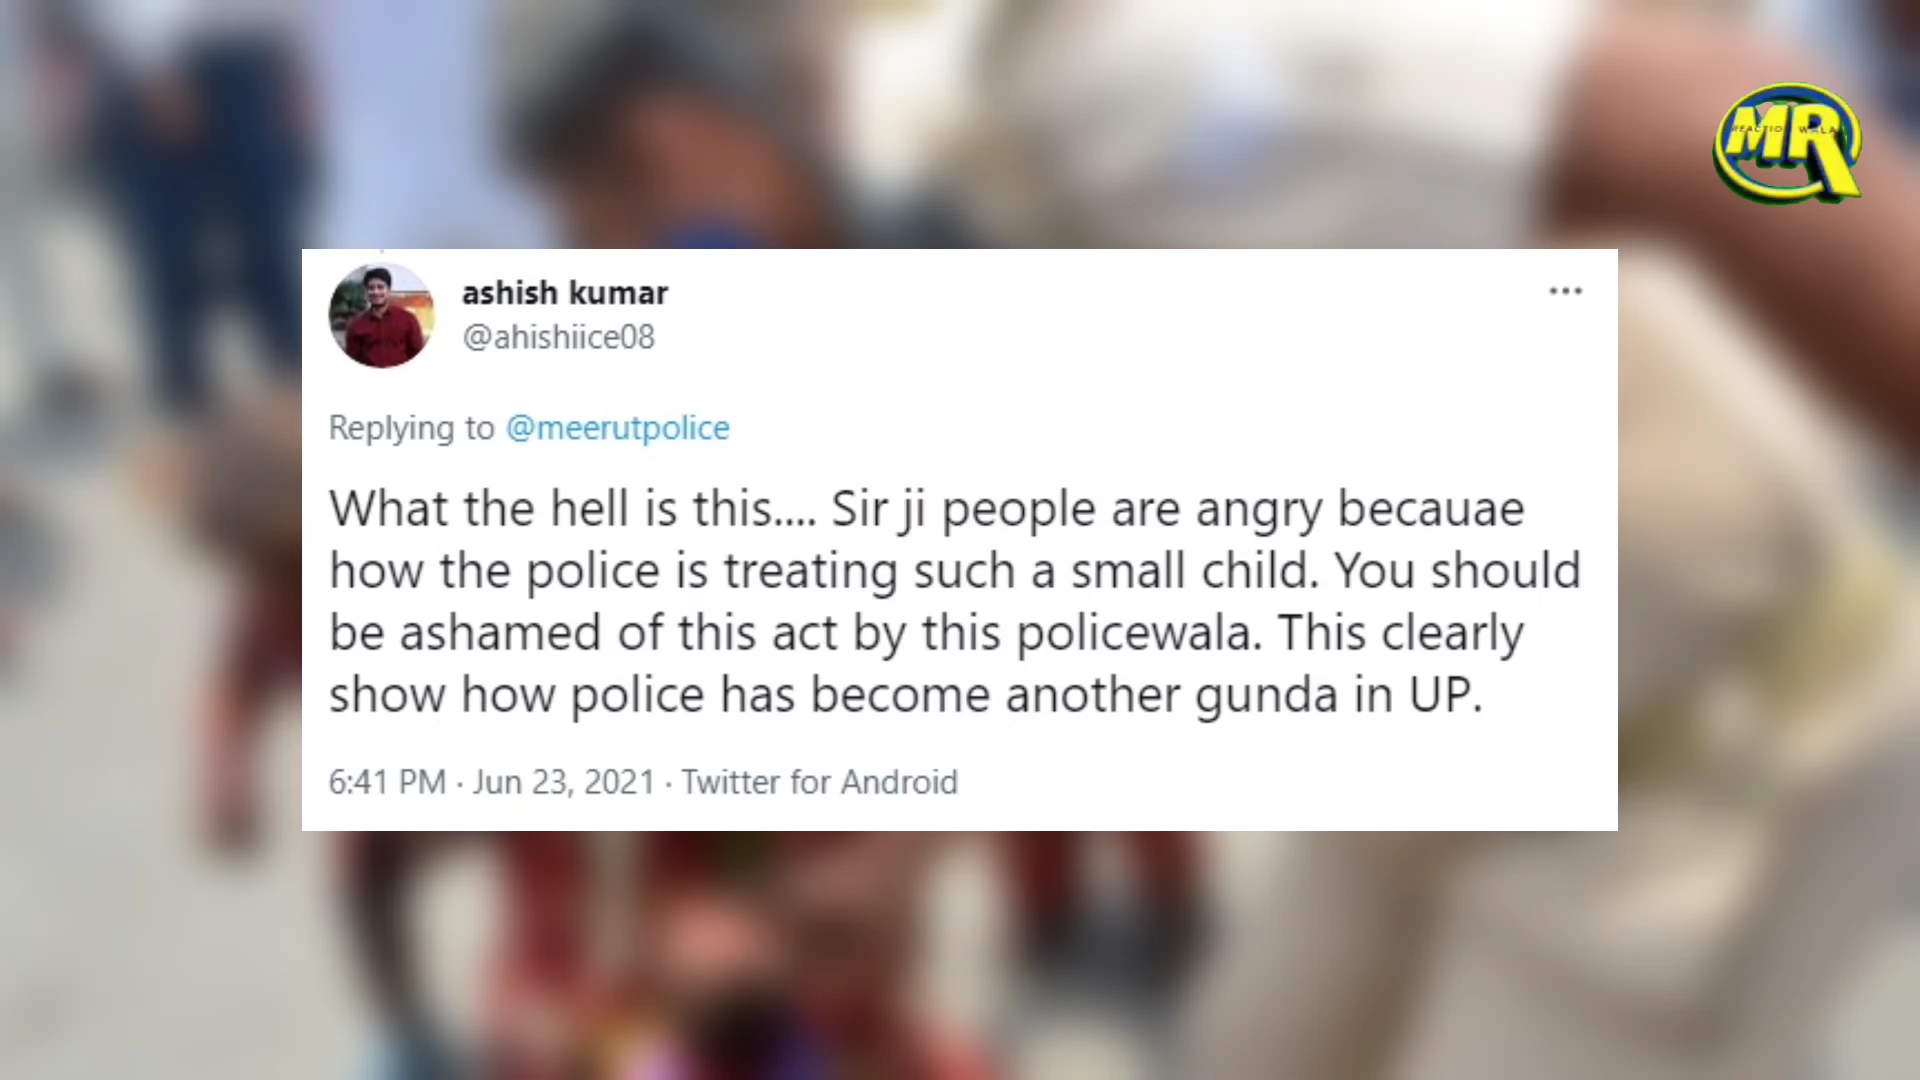 MR
REACTION WALA
ashish kumar
@ahishiice08
Replying to @meerutpolice
What the hell is this.... Sir ji people are angry becauae
how the police is treating such a small child. You should
be ashamed of this act by this policewala. This clearly
show how police has become another gunda in UP.
6:41 PM · Jun 23, 2021 · Twitter for Android